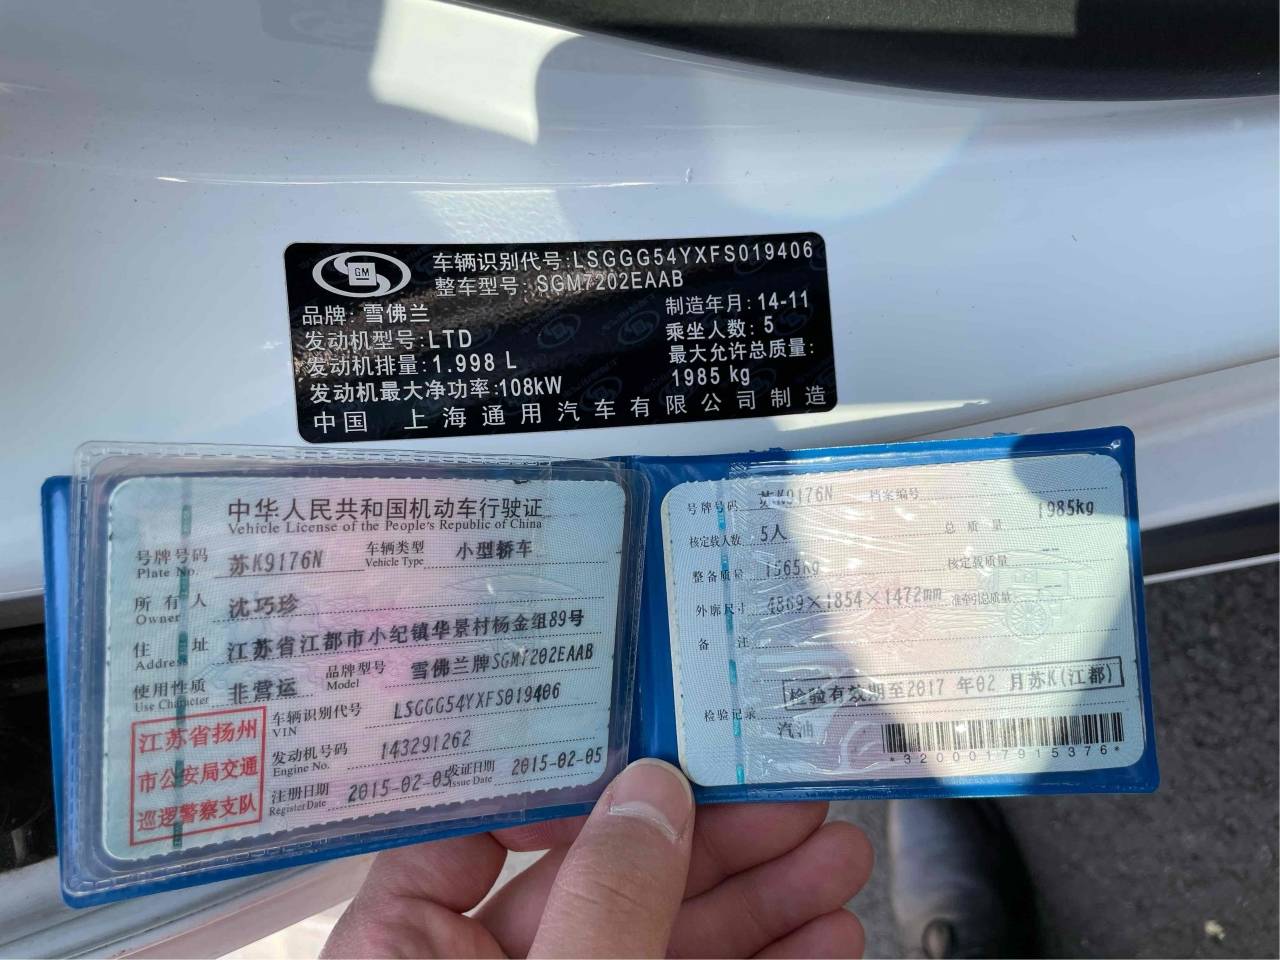 GM
车辆识别代号:LSGGG54YXFS019406
整车型号: SGM7202EAAB
品牌: 雪佛兰
制造年月: 14-11
发动机型号:LTD
乘坐人数: 5
发动机排量:1.998 L
最大允许总质量:
发动机最大净功率:108kW
1985 kg
中国 上海通用汽车有限公司制造
中华人民共和国机动车行驶证
Vehicle License of the People's Republic of China
号牌号码 苏K9176N 车辆类型 小型轿车
Plate No. Vehicle Type
所有人 沈巧珍
Owner
住址 江苏省江都市小纪镇华景村杨金组89号
Address
使用性质 非营运 品牌型号 雪佛兰牌SGM7202EAAB
Use Character Model
江苏省扬州
市公安局交通
巡逻警察支队
车辆识别代号 LSGGG54YXFS019406
VIN
发动机号码 143291262
Engine No.
注册日期 2015-02-05 发证日期 2015-02-05
Register Date Issue Date
号牌号码 苏K9176N 档案编号
核定载人数 5人 总质量 1985kg
整备质量 1565kg 核定载质量 --
外廓尺寸 4869×1854×1472mm 准牵引总质量 --
备注
检验有效期至2017年02月苏K(江都)
检验记录
汽油
*3200017915376*